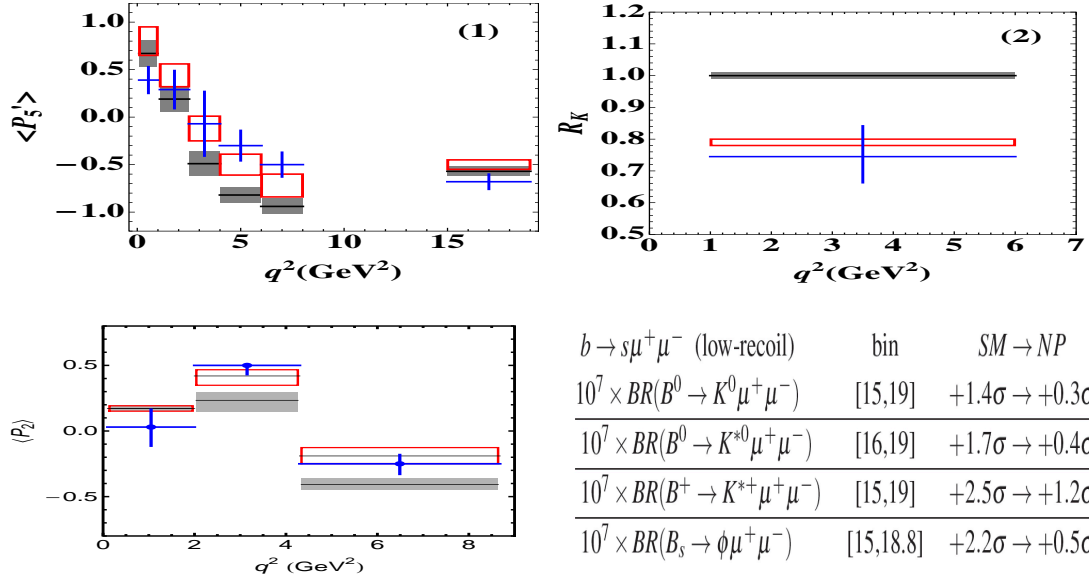 (1)
1.0
0.5
0.0
−0.5
−1.0
<P₅'>
0 5 10 15
q²(GeV²)
(2)
1.2
1.1
1.0
0.9
0.8
0.7
0.6
0.5
R_K
0 1 2 3 4 5 6 7
q²(GeV²)
0.5
0.0
−0.5
⟨P₂⟩
0 2 4 6 8
q² (GeV²)
b → sμ⁺μ⁻ (low-recoil) bin SM → NP
10⁷ × BR(B⁰ → K⁰μ⁺μ⁻) [15,19] +1.4σ → +0.3σ
10⁷ × BR(B⁰ → K*⁰μ⁺μ⁻) [16,19] +1.7σ → +0.4σ
10⁷ × BR(B⁺ → K*⁺μ⁺μ⁻) [15,19] +2.5σ → +1.2σ
10⁷ × BR(B_s → φμ⁺μ⁻) [15,18.8] +2.2σ → +0.5σ